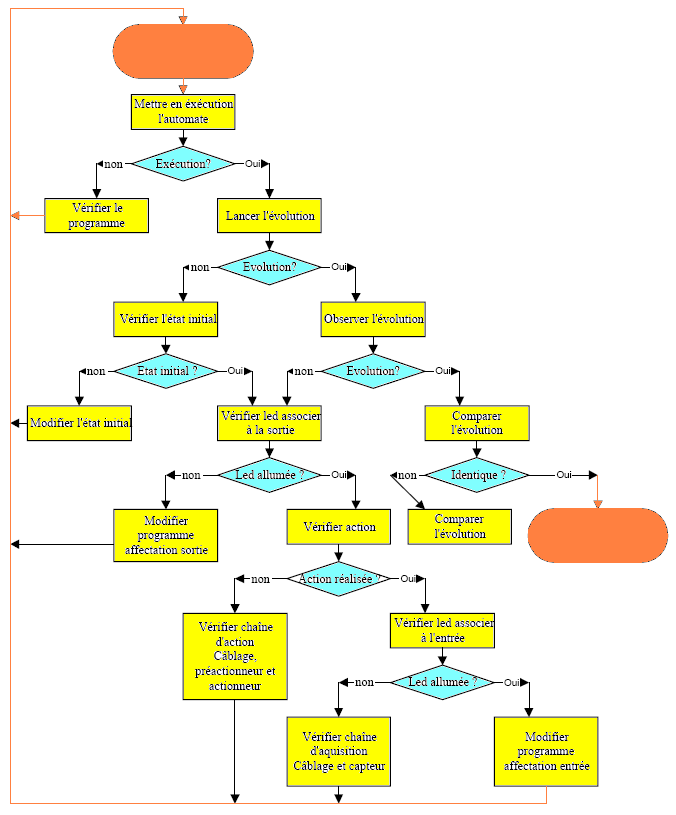 Mettre en éxécution
l'automate
Exécution?
non
Oui
Vérifier le
programme
Lancer l'évolution
Evolution?
non
Oui
Vérifier l'état initial
Observer l'évolution
Etat initial ?
non
Oui
Evolution?
non
Oui
Modifier l'état initial
Vérifier led associer
à la sortie
Comparer
l'évolution
Led allumée ?
non
Oui
Identique ?
non
Oui
Modifier
programme
affectation sortie
Vérifier action
Comparer
l'évolution
Action réalisée ?
non
Oui
Vérifier chaîne
d'action
Câblage,
préactionneur et
actionneur
Vérifier led associer
à l'entrée
Led allumée ?
non
Oui
Vérifier chaîne
d'aquisition
Câblage et capteur
Modifier
programme
affectation entrée